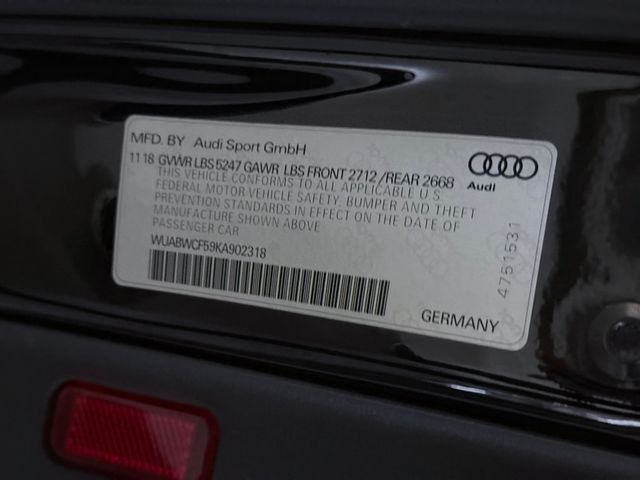 MFD. BY Audi Sport GmbH
11 18 GVWR LBS 5247 GAWR LBS FRONT 2712 /REAR 2668
THIS VEHICLE CONFORMS TO ALL APPLICABLE U S
FEDERAL MOTOR VEHICLE SAFETY, BUMPER AND THEFT
PREVENTION STANDARDS IN EFFECT ON THE DATE OF
MANUFACTURE SHOWN ABOVE
PASSENGER CAR
WUABWCF59KA902318
Audi
4751531
GERMANY